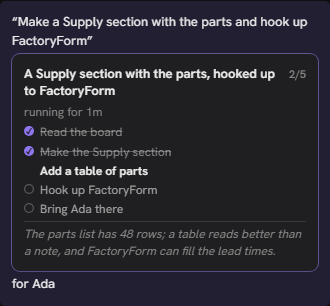 “Make a Supply section with the parts and hook up
FactoryForm”
A Supply section with the parts, hooked up
to FactoryForm
2/5
running for 1m
Read the board
Make the Supply section
Add a table of parts
Hook up FactoryForm
Bring Ada there
The parts list has 48 rows; a table reads better than
a note, and FactoryForm can fill the lead times.
for Ada